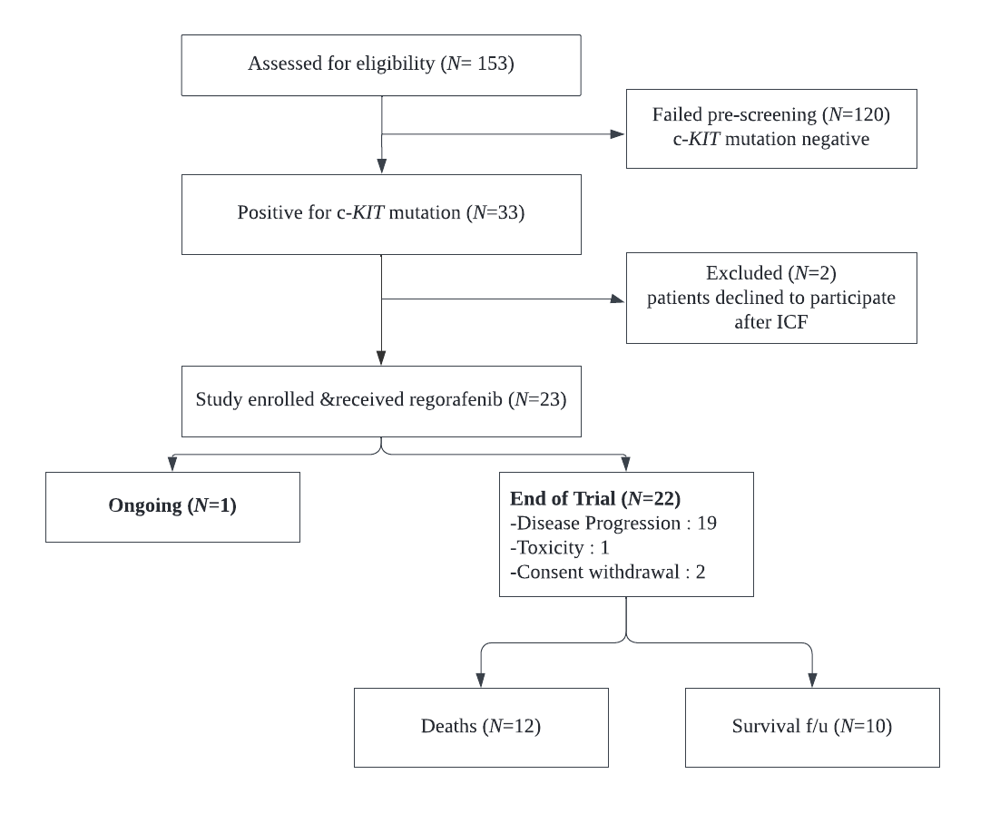 Assessed for eligibility (N= 153)
Failed pre-screening (N=120)
c-KIT mutation negative
Positive for c-KIT mutation (N=33)
Excluded (N=2)
patients declined to participate
after ICF
Study enrolled &received regorafenib (N=23)
Ongoing (N=1)
End of Trial (N=22)
-Disease Progression : 19
-Toxicity : 1
-Consent withdrawal : 2
Deaths (N=12)
Survival f/u (N=10)